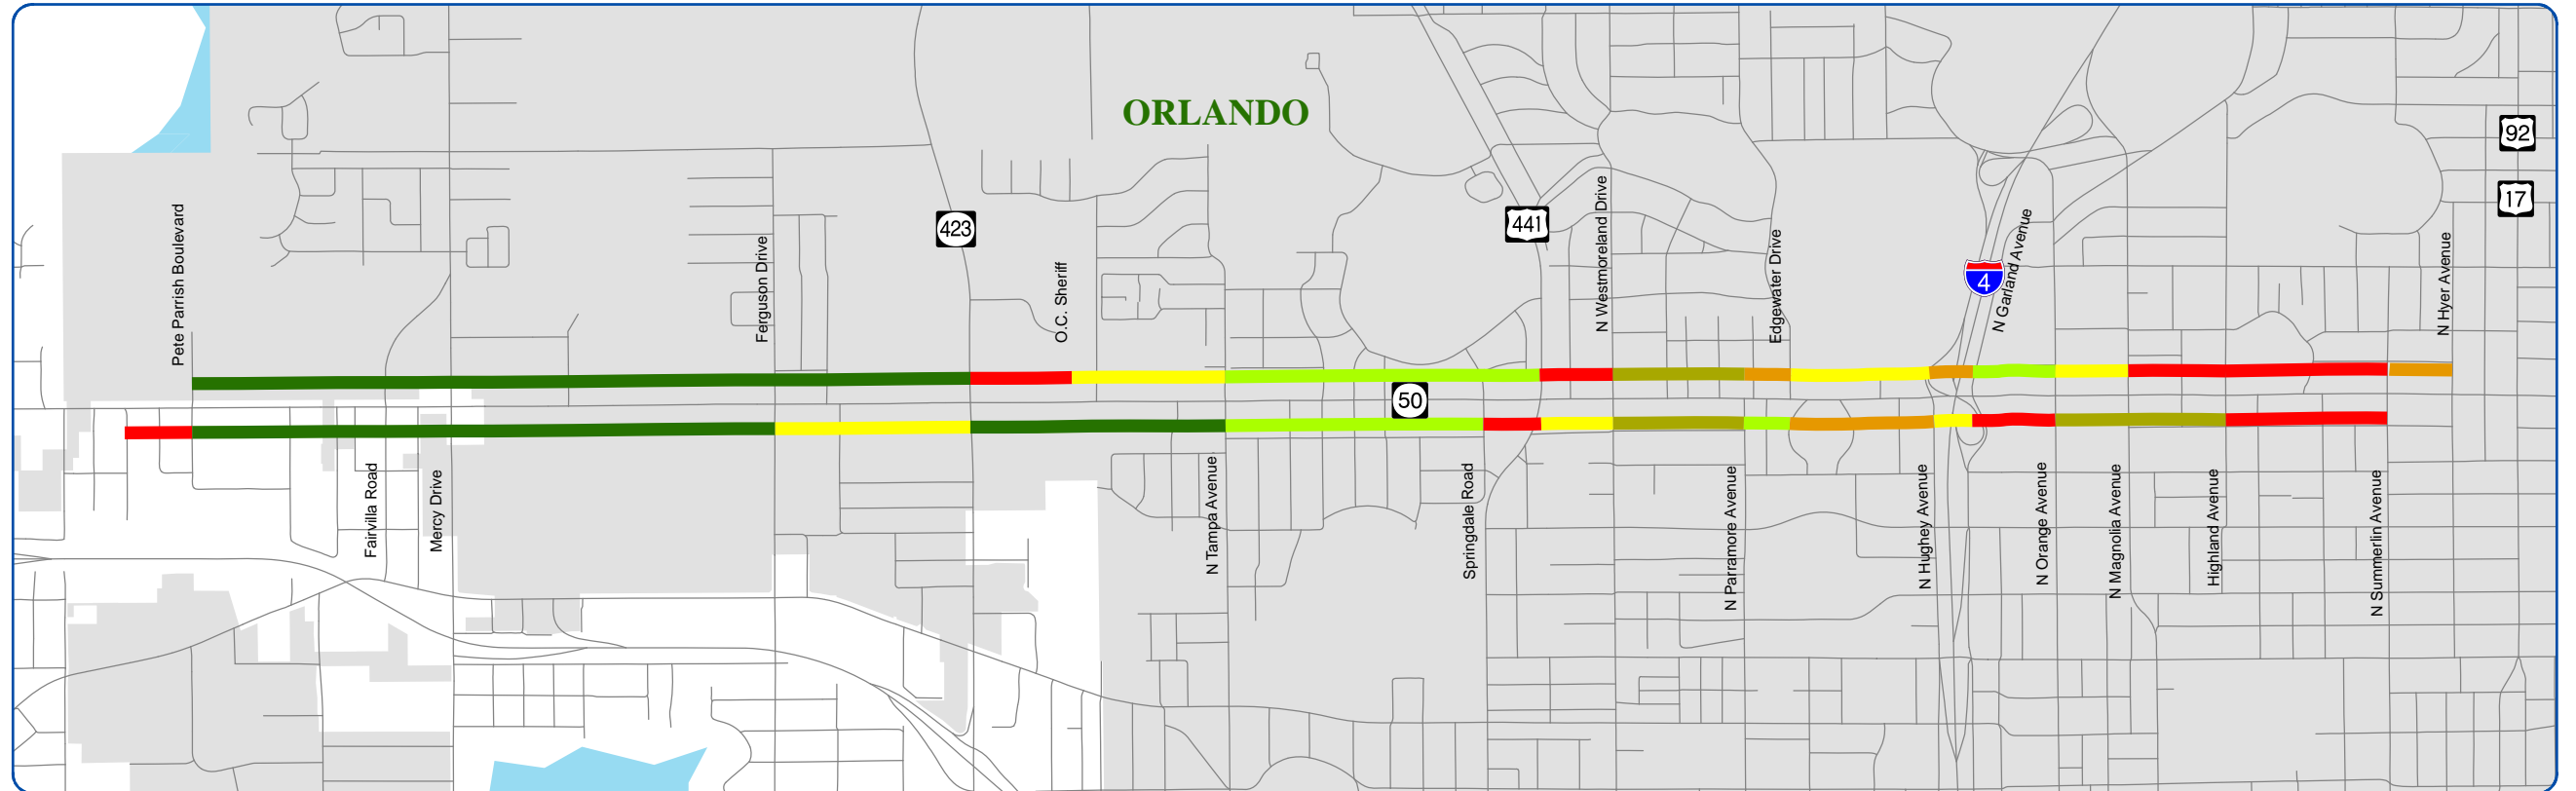 ORLANDO
92
17
Pete Parrish Boulevard
Ferguson Drive
423
O.C. Sheriff
441
N Westmoreland Drive
Edgewater Drive
4
N Garland Avenue
N Hyer Avenue
50
Fairvilla Road
Mercy Drive
N Tampa Avenue
Springdale Road
N Parramore Avenue
N Hughey Avenue
N Orange Avenue
N Magnolia Avenue
Highland Avenue
N Summerlin Avenue